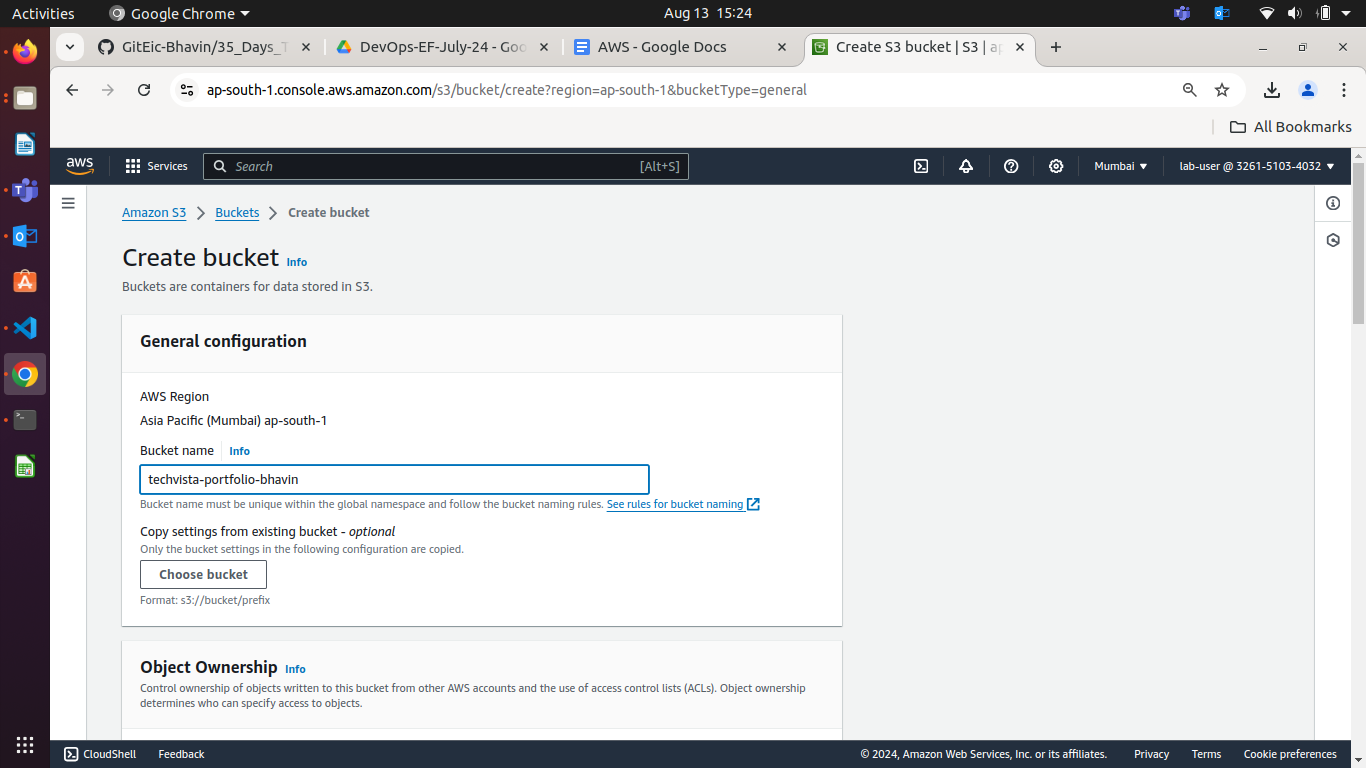 Activities Google Chrome Aug 13 15:24
GitEic-Bhavin/35_Days_T DevOps-EF-July-24 - Goo AWS - Google Docs Create S3 bucket | S3 | ap
ap-south-1.console.aws.amazon.com/s3/bucket/create?region=ap-south-1&bucketType=general
All Bookmarks
aws Services Search [Alt+S] Mumbai lab-user @ 3261-5103-4032
Amazon S3 Buckets Create bucket
Create bucket Info
Buckets are containers for data stored in S3.
General configuration
AWS Region
Asia Pacific (Mumbai) ap-south-1
Bucket name Info
techvista-portfolio-bhavin
Bucket name must be unique within the global namespace and follow the bucket naming rules. See rules for bucket naming
Copy settings from existing bucket - optional
Only the bucket settings in the following configuration are copied.
Choose bucket
Format: s3://bucket/prefix
Object Ownership Info
Control ownership of objects written to this bucket from other AWS accounts and the use of access control lists (ACLs). Object ownership
determines who can specify access to objects.
CloudShell Feedback © 2024, Amazon Web Services, Inc. or its affiliates. Privacy Terms Cookie preferences